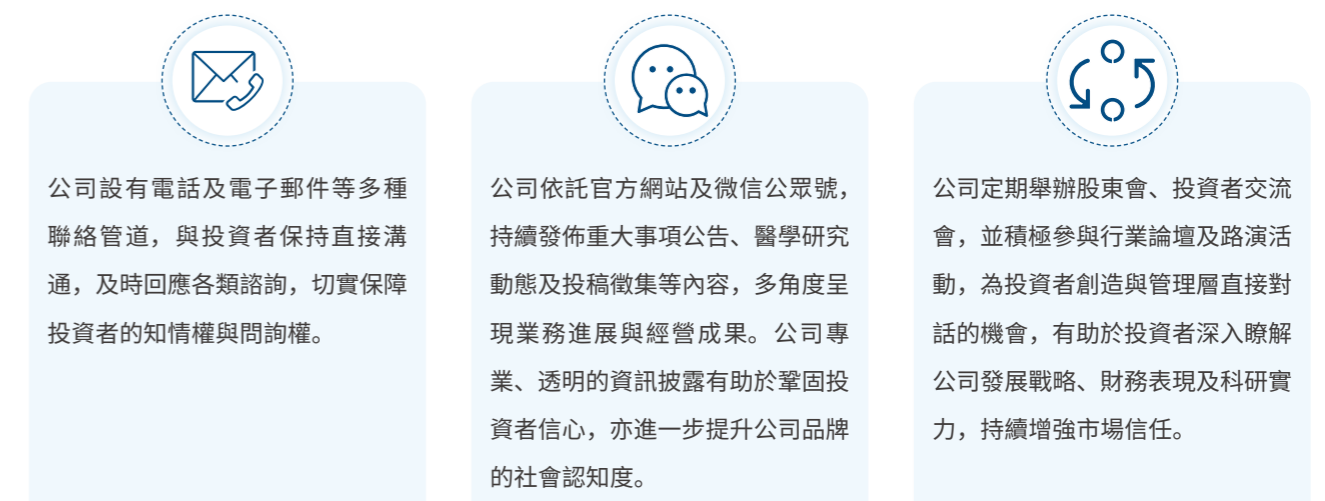 公司設有電話及電子郵件等多種
聯絡管道，與投資者保持直接溝
通，及時回應各類諮詢，切實保障
投資者的知情權與問詢權。
公司依託官方網站及微信公眾號，
持續發佈重大事項公告、醫學研究
動態及投稿徵集等內容，多角度呈
現業務進展與經營成果。公司專
業、透明的資訊披露有助於鞏固投
資者信心，亦進一步提升公司品牌
的社會認知度。
公司定期舉辦股東會、投資者交流
會，並積極參與行業論壇及路演活
動，為投資者創造與管理層直接對
話的機會，有助於投資者深入瞭解
公司發展戰略、財務表現及科研實
力，持續增強市場信任。